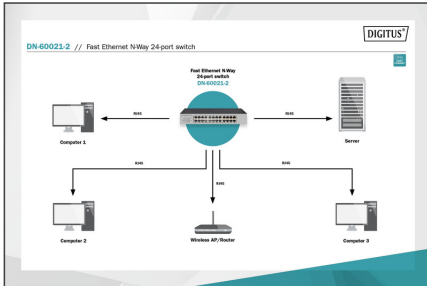 DIGITUS®
DN-60021-2 // Fast Ethernet N-Way 24-port switch
Fast Ethernet N-Way
24-port switch
DN-60021-2
RJ45
RJ45
Computer 1
Server
RJ45
RJ45
RJ45
Computer 2
Wireless AP/Router
Computer 3